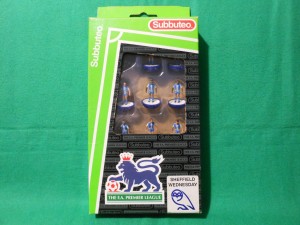 Subbuteo
Subbuteo
THE F.A. PREMIER LEAGUE
SHEFFIELD
WEDNESDAY